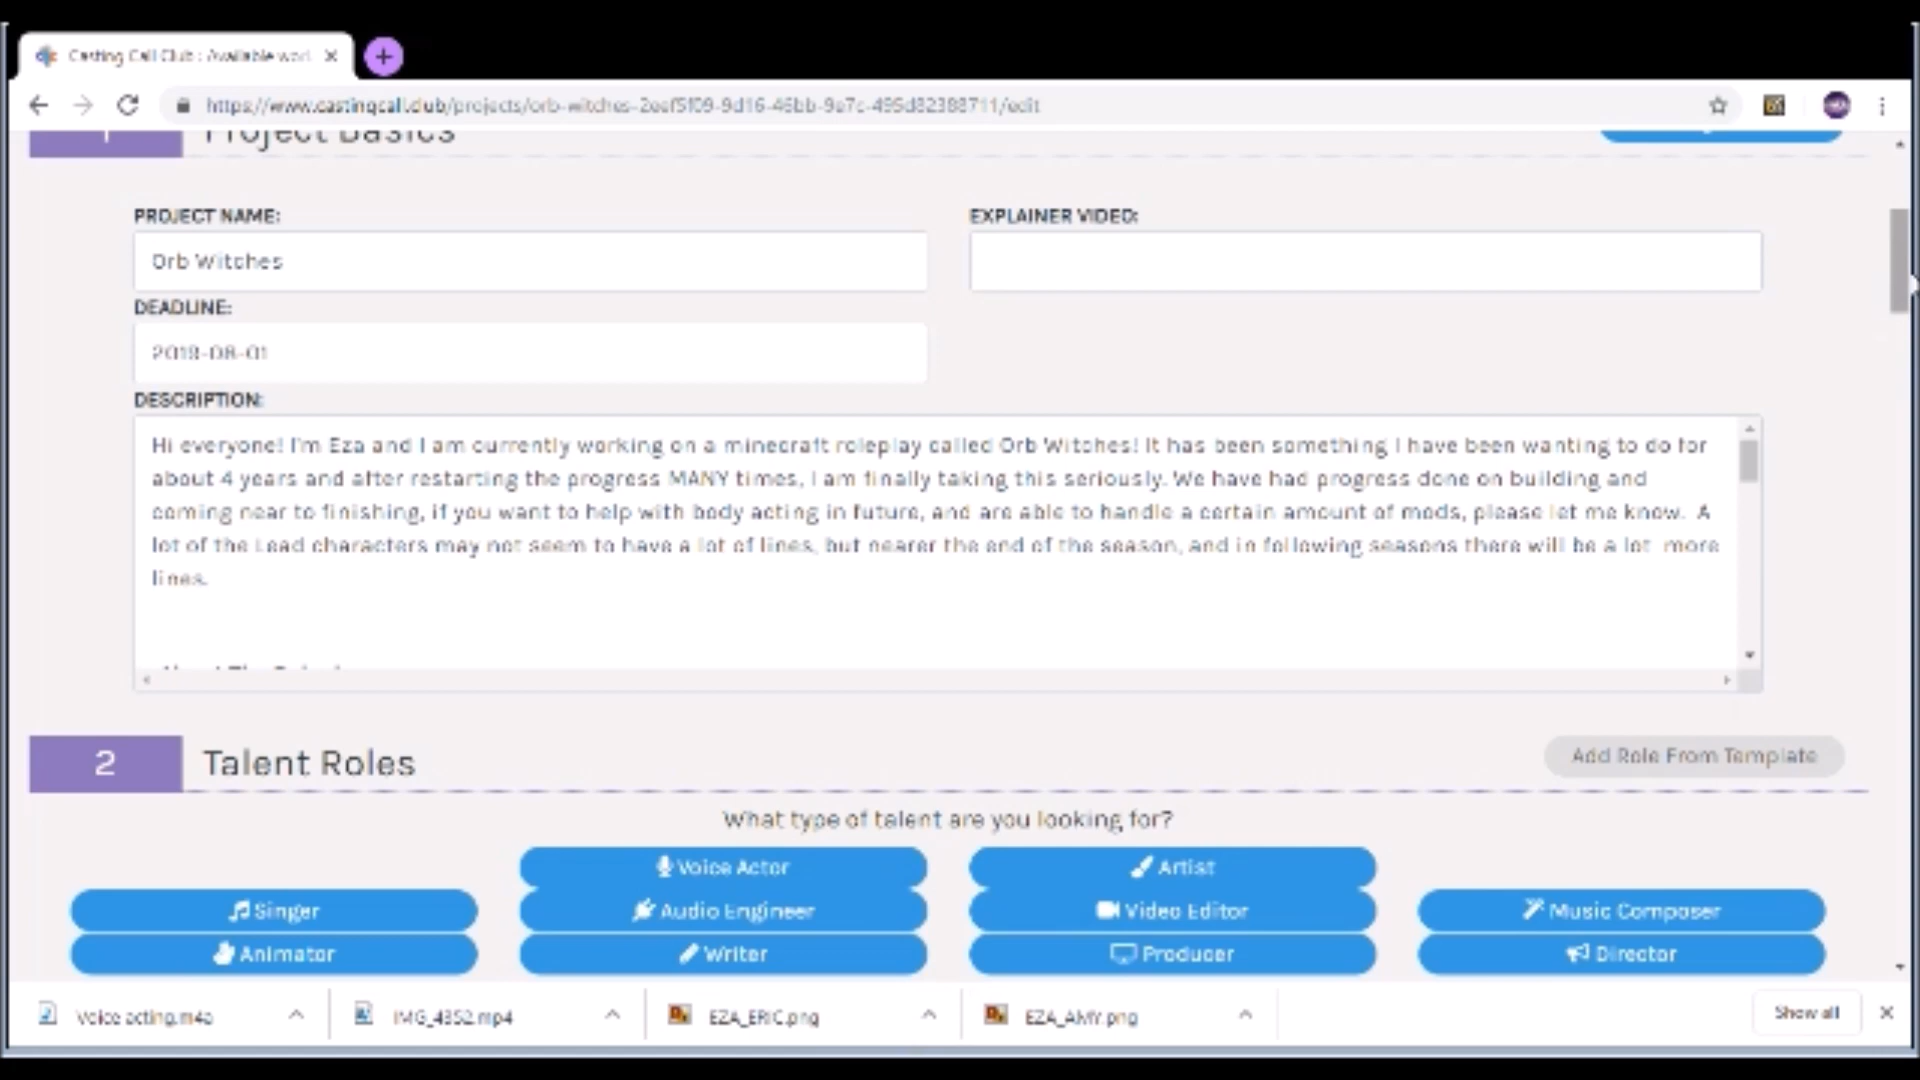 Casting Call Club : Available wor
https://www.castingcall.club/projects/orb-witches-2eef5f09-9d16-46bb-9e7c-495d82388711/edit
1 Project Basics
PROJECT NAME:
EXPLAINER VIDEO:
Orb Witches
DEADLINE:
2019-08-01
DESCRIPTION:
Hi everyone! I'm Eza and I am currently working on a minecraft roleplay called Orb Witches! It has been something I have been wanting to do for
about 4 years and after restarting the progress MANY times, I am finally taking this seriously. We have had progress done on building and
coming near to finishing, if you want to help with body acting in future, and are able to handle a certain amount of mods, please let me know. A
lot of the Lead characters may not seem to have a lot of lines, but nearer the end of the season, and in following seasons there will be a lot more
lines.
2 Talent Roles
Add Role From Template
What type of talent are you looking for?
Voice Actor
Artist
Singer
Audio Engineer
Video Editor
Music Composer
Animator
Writer
Producer
Director
Voice acting.m4a
IMG_4352.mp4
EZA_ERIC.png
EZA_AMY.png
Show all